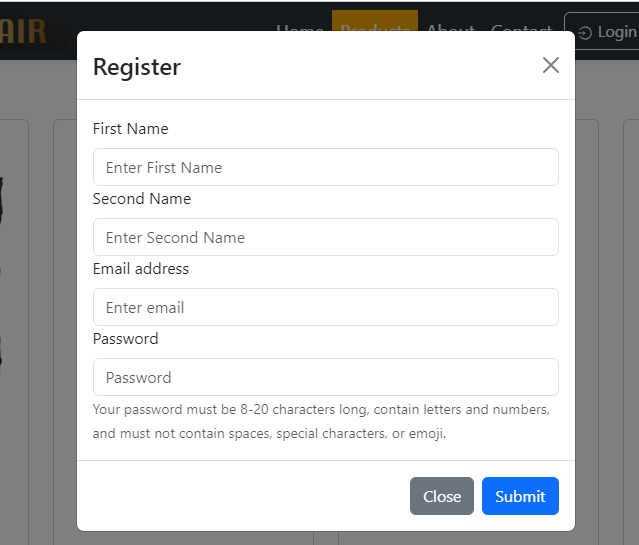 AIR Home Products About Contact Login
Register
First Name
Enter First Name
Second Name
Enter Second Name
Email address
Enter email
Password
Password
Your password must be 8-20 characters long, contain letters and numbers,
and must not contain spaces, special characters, or emoji.
Close Submit